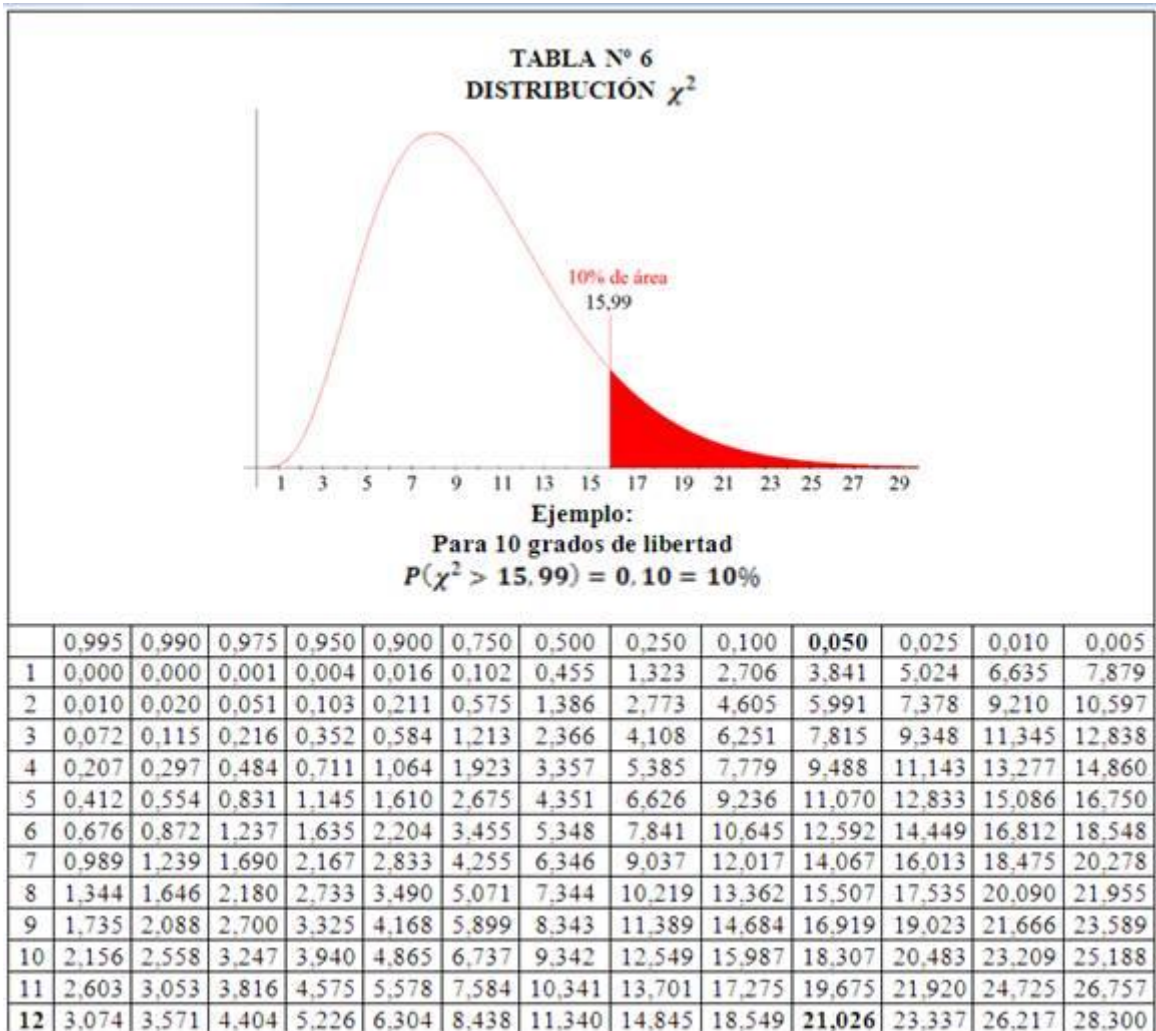 TABLA Nº 6
DISTRIBUCIÓN χ²
10% de área
15,99
1 3 5 7 9 11 13 15 17 19 21 23 25 27 29
Ejemplo:
Para 10 grados de libertad
P(χ² > 15,99) = 0,10 = 10%
0,995 0,990 0,975 0,950 0,900 0,750 0,500 0,250 0,100 0,050 0,025 0,010 0,005
1 0,000 0,000 0,001 0,004 0,016 0,102 0,455 1,323 2,706 3,841 5,024 6,635 7,879
2 0,010 0,020 0,051 0,103 0,211 0,575 1,386 2,773 4,605 5,991 7,378 9,210 10,597
3 0,072 0,115 0,216 0,352 0,584 1,213 2,366 4,108 6,251 7,815 9,348 11,345 12,838
4 0,207 0,297 0,484 0,711 1,064 1,923 3,357 5,385 7,779 9,488 11,143 13,277 14,860
5 0,412 0,554 0,831 1,145 1,610 2,675 4,351 6,626 9,236 11,070 12,833 15,086 16,750
6 0,676 0,872 1,237 1,635 2,204 3,455 5,348 7,841 10,645 12,592 14,449 16,812 18,548
7 0,989 1,239 1,690 2,167 2,833 4,255 6,346 9,037 12,017 14,067 16,013 18,475 20,278
8 1,344 1,646 2,180 2,733 3,490 5,071 7,344 10,219 13,362 15,507 17,535 20,090 21,955
9 1,735 2,088 2,700 3,325 4,168 5,899 8,343 11,389 14,684 16,919 19,023 21,666 23,589
10 2,156 2,558 3,247 3,940 4,865 6,737 9,342 12,549 15,987 18,307 20,483 23,209 25,188
11 2,603 3,053 3,816 4,575 5,578 7,584 10,341 13,701 17,275 19,675 21,920 24,725 26,757
12 3,074 3,571 4,404 5,226 6,304 8,438 11,340 14,845 18,549 21,026 23,337 26,217 28,300